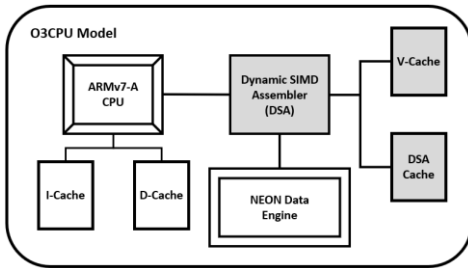 O3CPU Model
ARMv7-A
CPU
Dynamic SIMD
Assembler
(DSA)
V-Cache
I-Cache
D-Cache
NEON Data
Engine
DSA
Cache